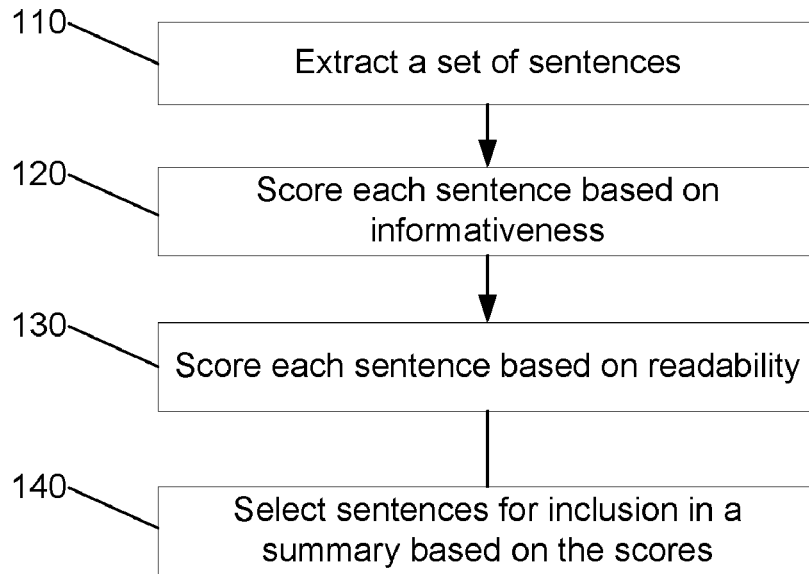 110
Extract a set of sentences
120
Score each sentence based on
informativeness
130
Score each sentence based on readability
140
Select sentences for inclusion in a
summary based on the scores